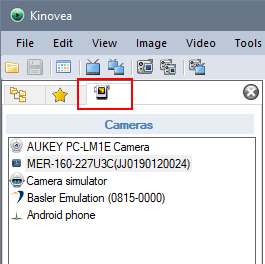 Kinovea
File Edit View Image Video Tools
Cameras
AUKEY PC-LM1E Camera
MER-160-227U3C(JJ0190120024)
Camera simulator
Basler Emulation (0815-0000)
Android phone